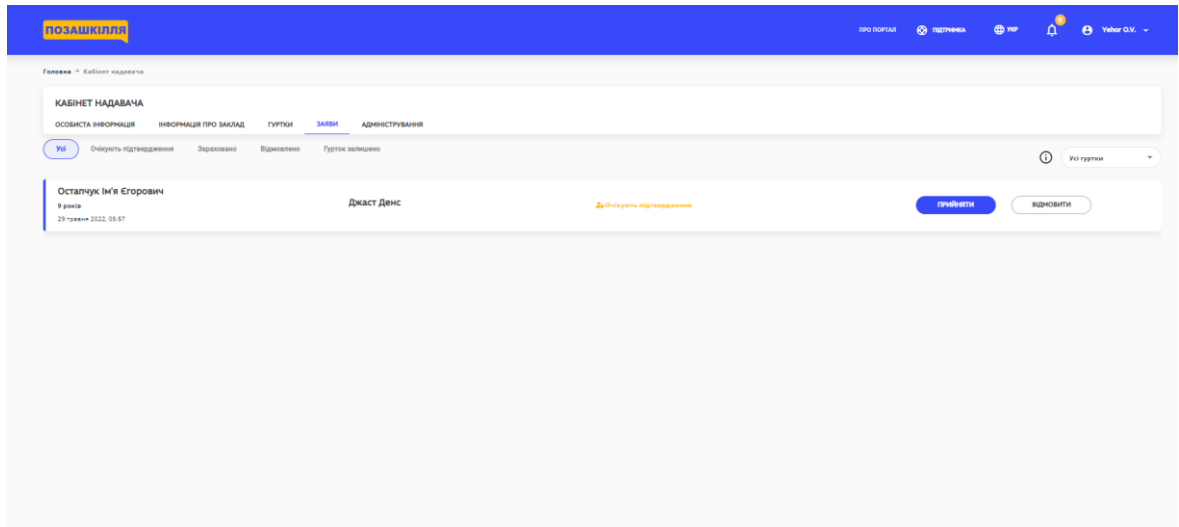 ПОЗАШКІЛЛЯ
ПРО ПОРТАЛ ПІДТРИМКА УКР Yehor O.V.
Головна Кабінет надавача
КАБІНЕТ НАДАВАЧА
ОСОБИСТА ІНФОРМАЦІЯ ІНФОРМАЦІЯ ПРО ЗАКЛАД ГУРТКИ ЗАЯВИ АДМІНІСТРУВАННЯ
Усі Очікують підтвердження Зараховано Відмовлено Гурток залишено Усі гуртки
Остапчук Ім'я Єгорович
9 років
29 травня 2022, 05:57
Джаст Денс
Очікують підтвердження
ПРИЙНЯТИ ВІДМОВИТИ